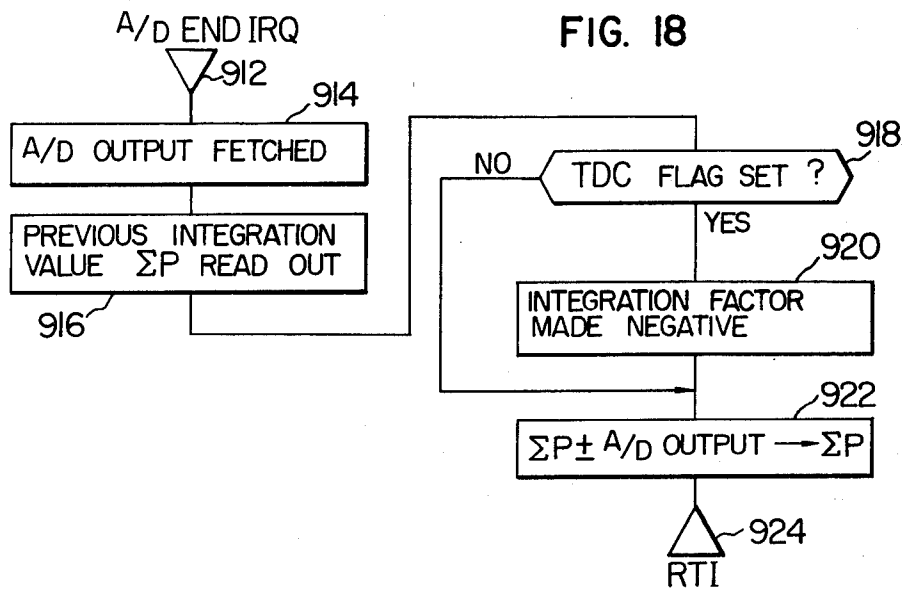 FIG. 18
A/D END IRQ
912
914
A/D OUTPUT FETCHED
PREVIOUS INTEGRATION
VALUE ΣP READ OUT
916
918
TDC FLAG SET ?
NO
YES
920
INTEGRATION FACTOR
MADE NEGATIVE
922
ΣP ± A/D OUTPUT → ΣP
924
RTI